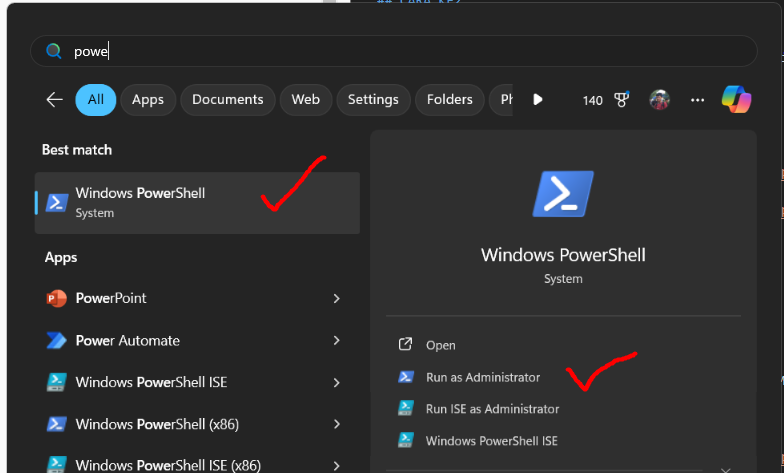 powe
All
Apps
Documents
Web
Settings
Folders
140
Best match
Windows PowerShell
System
Apps
PowerPoint
Power Automate
Windows PowerShell ISE
Windows PowerShell (x86)
Windows PowerShell ISE (x86)
Windows PowerShell
System
Open
Run as Administrator
Run ISE as Administrator
Windows PowerShell ISE